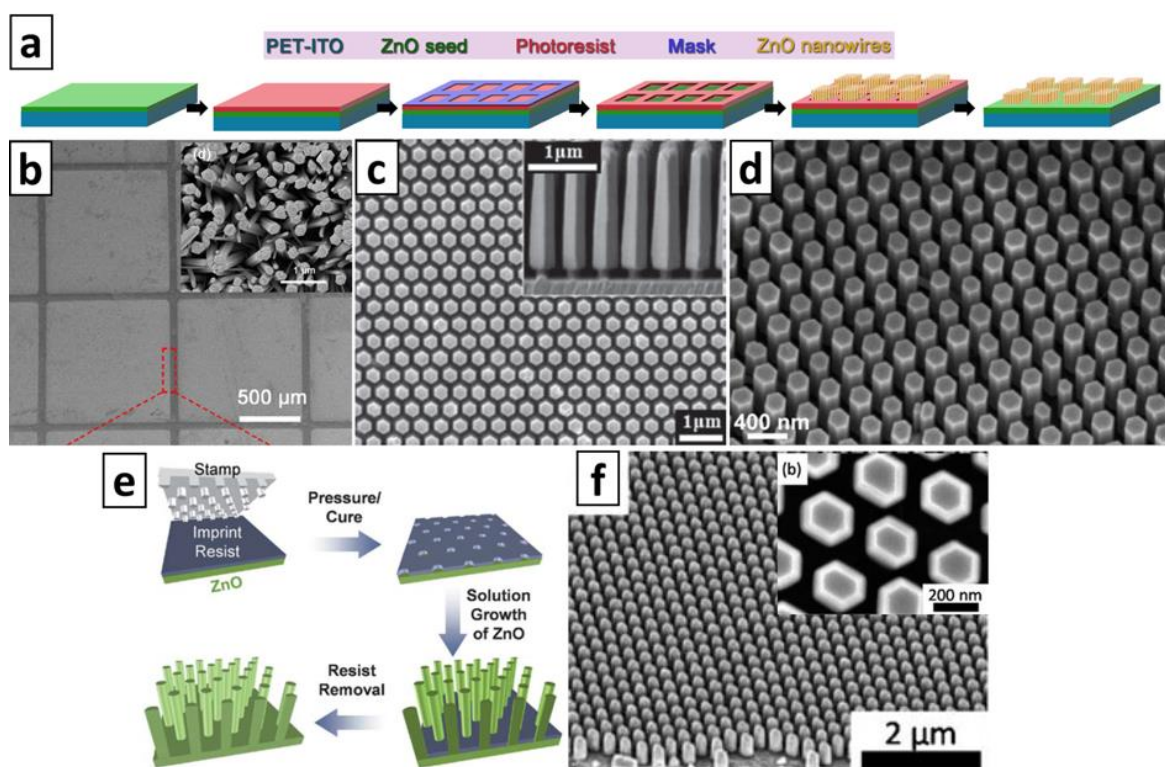 a
PET-ITO ZnO seed Photoresist Mask ZnO nanowires
b
(d)
1 μm
500 μm
c
1μm
1μm
d
400 nm
e
Stamp
Imprint
Resist
ZnO
Pressure/
Cure
Solution
Growth
of ZnO
Resist
Removal
f
(b)
200 nm
2 μm